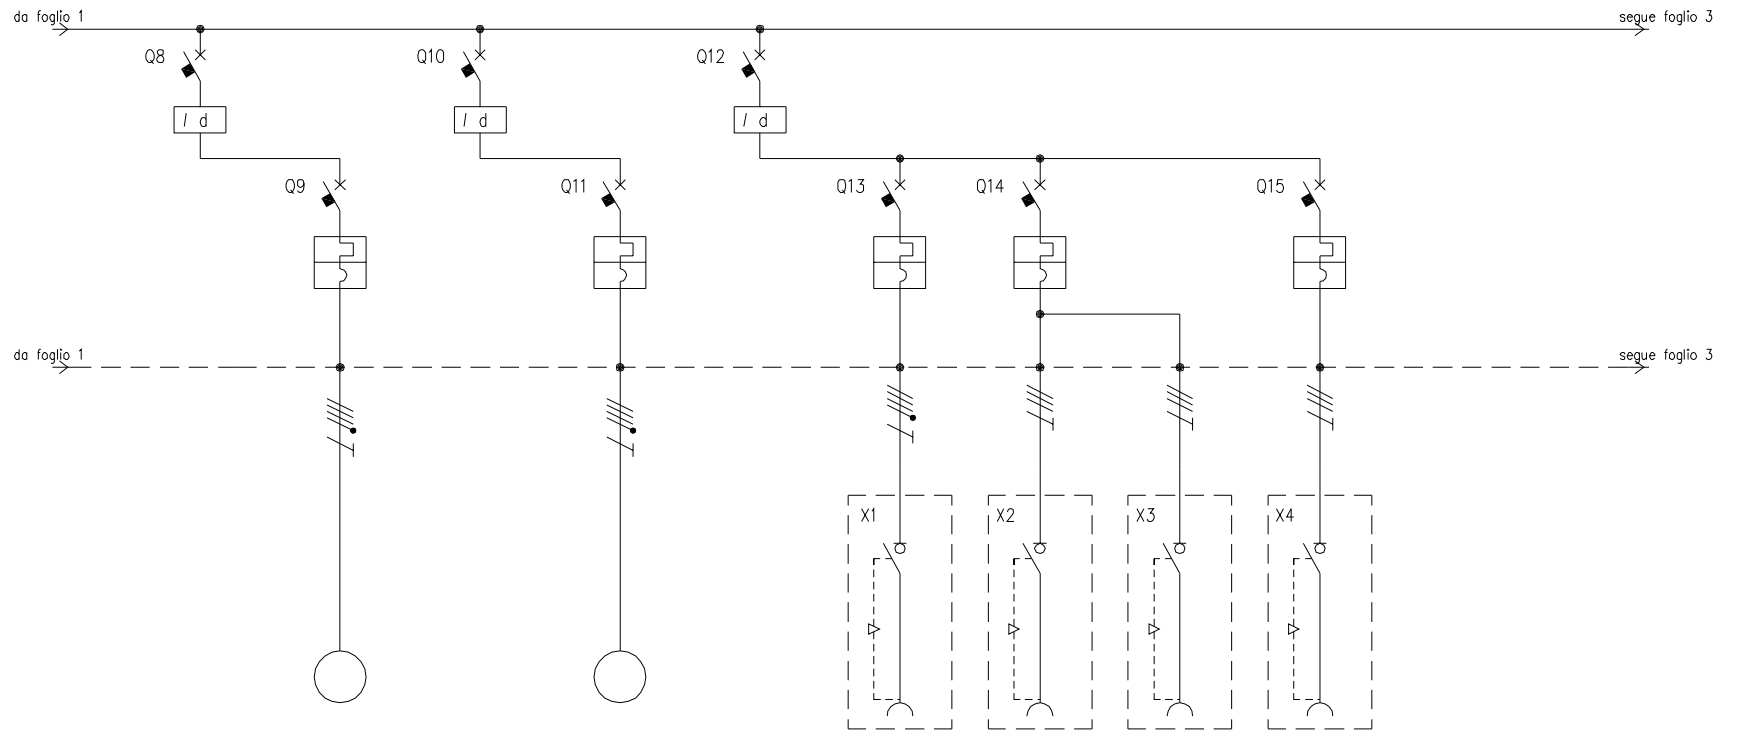 da foglio 1
segue foglio 3
Q8
Q10
Q12
I d
I d
I d
Q9
Q11
Q13
Q14
Q15
da foglio 1
segue foglio 3
X1
X2
X3
X4